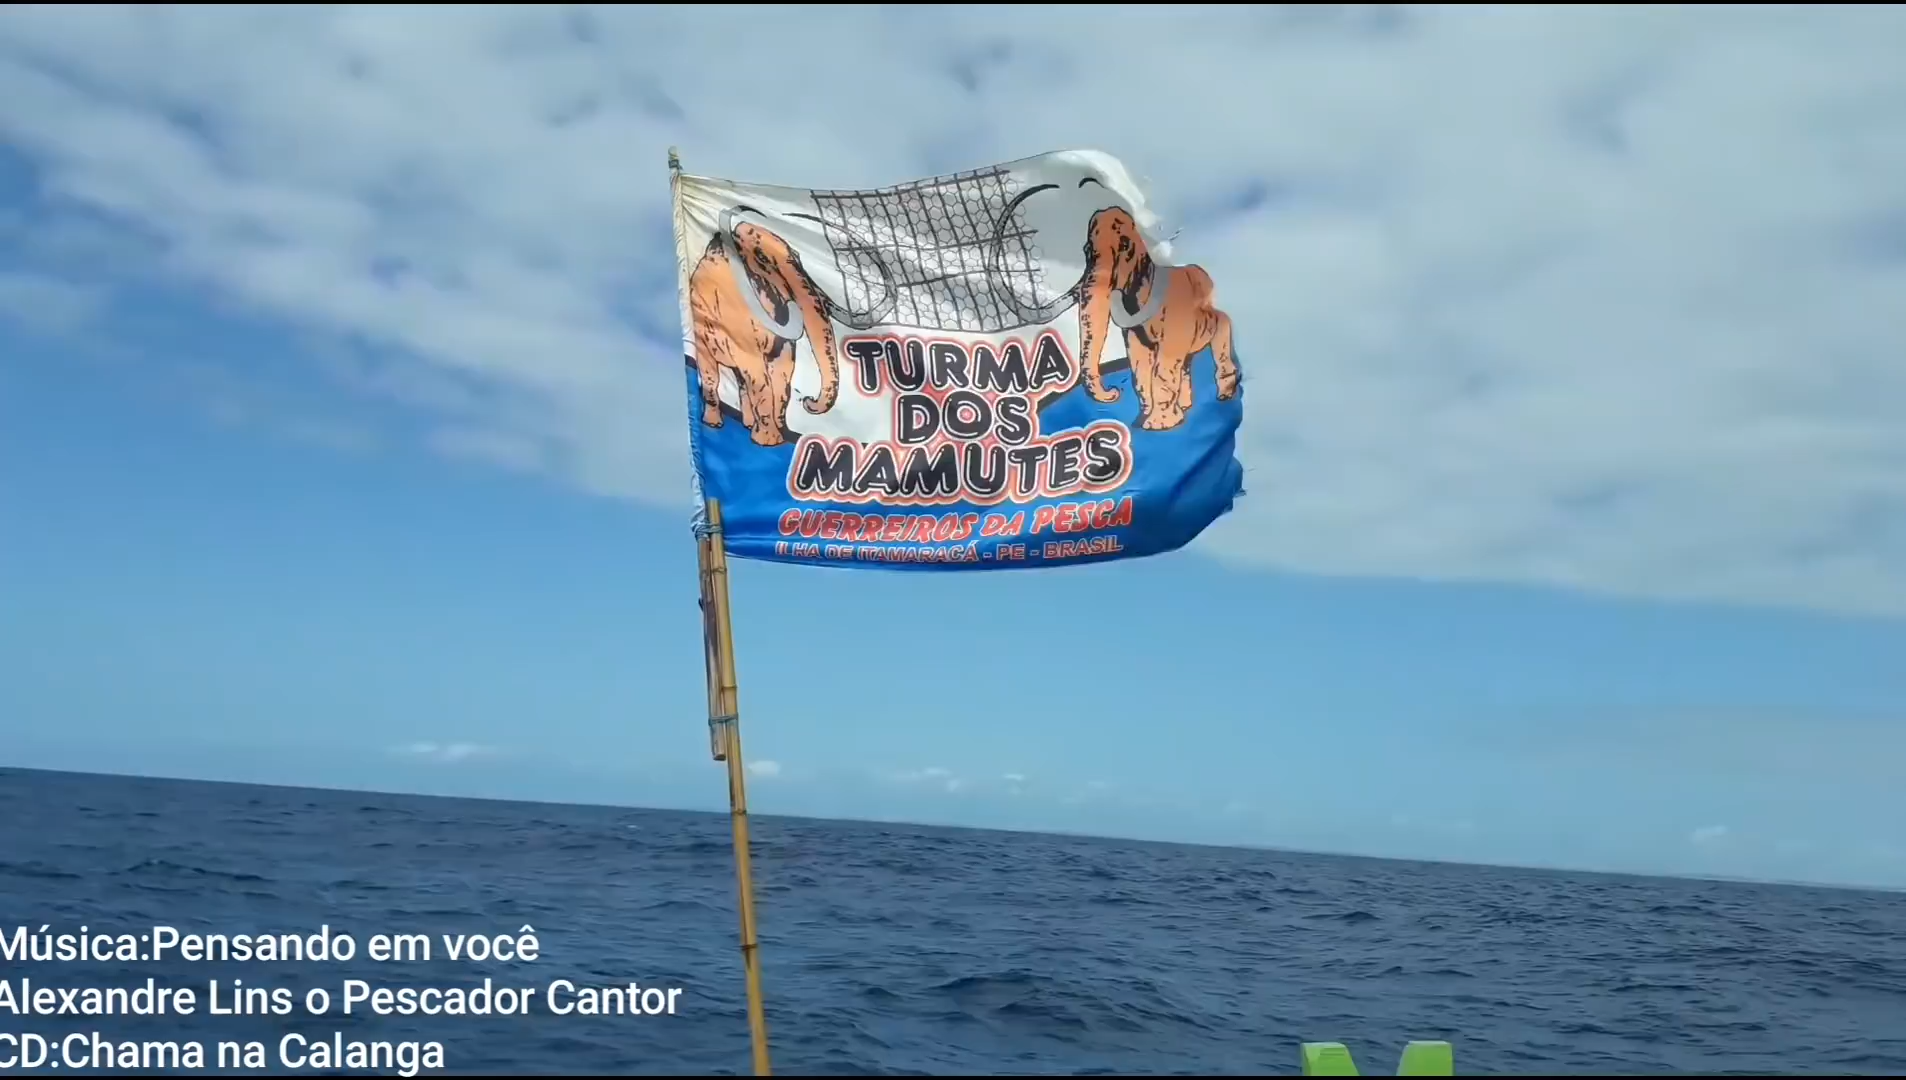 TURMA
DOS
MAMUTES
GUERREIROS DA PESCA
ILHA DE ITAMARACÁ - PE - BRASIL
Música:Pensando em você
Alexandre Lins o Pescador Cantor
CD:Chama na Calanga